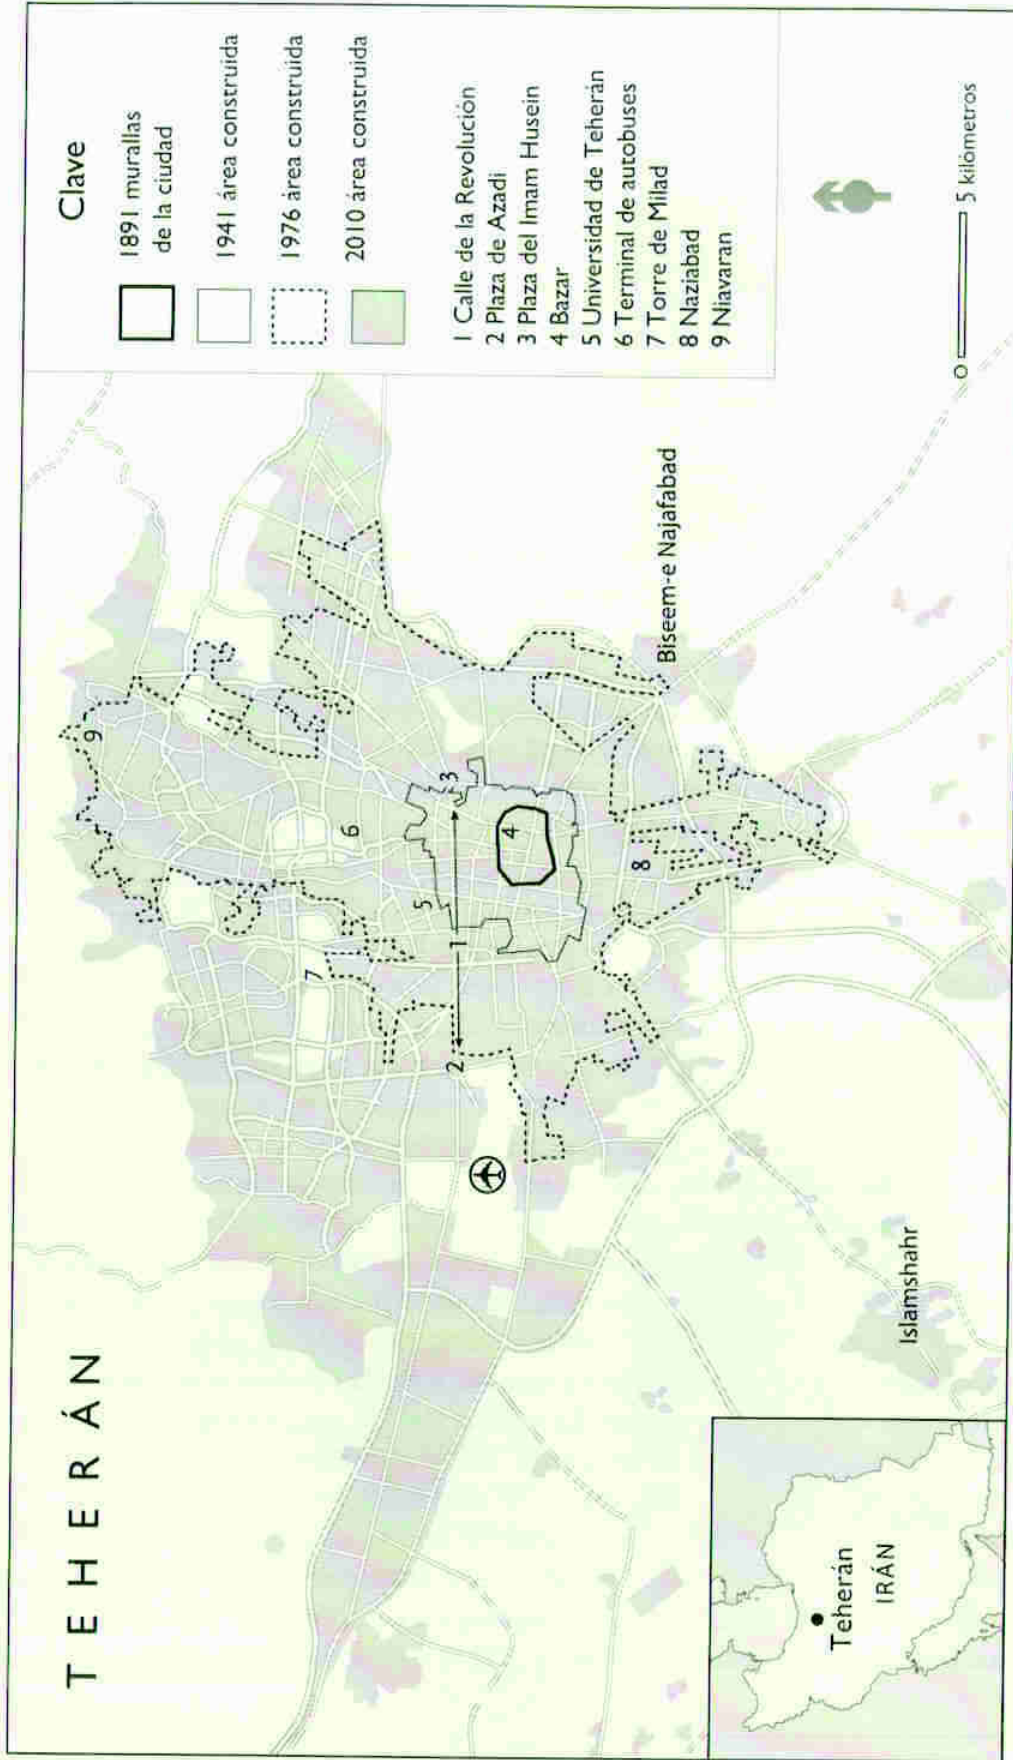 TEHERÁN
Clave
1891 murallas
de la ciudad
1941 área construida
1976 área construida
2010 área construida
1 Calle de la Revolución
2 Plaza de Azadi
3 Plaza del Imam Husein
4 Bazar
5 Universidad de Teherán
6 Terminal de autobuses
7 Torre de Milad
8 Naziabad
9 Niavaran
9
6
7
5
3
1
2
4
8
Biseem-e Najafabad
Islamshahr
0 5 kilómetros
Teherán
IRÁN